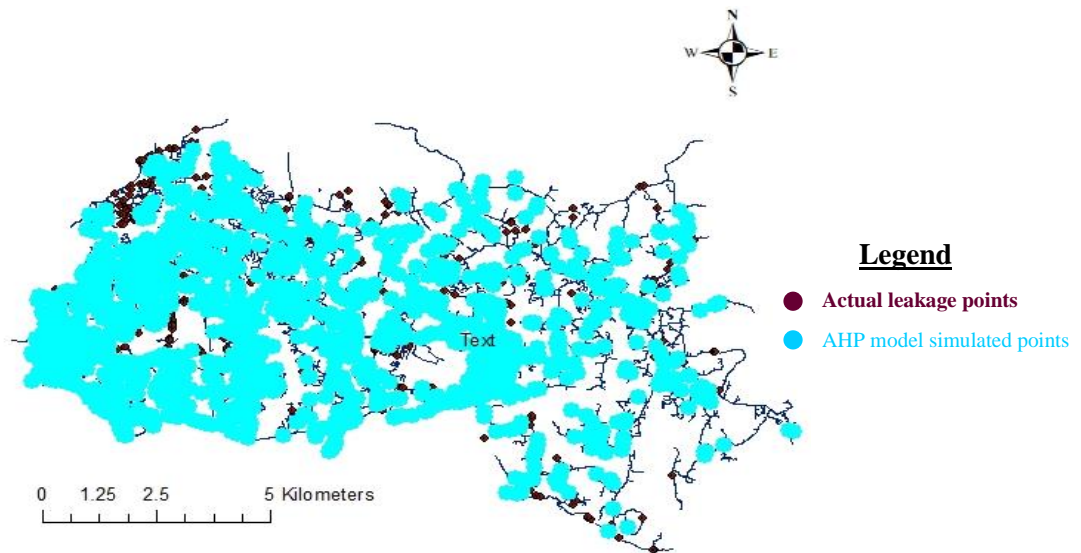 N
W E
S
Legend
Actual leakage points
AHP model simulated points
Text
0 1.25 2.5 5 Kilometers